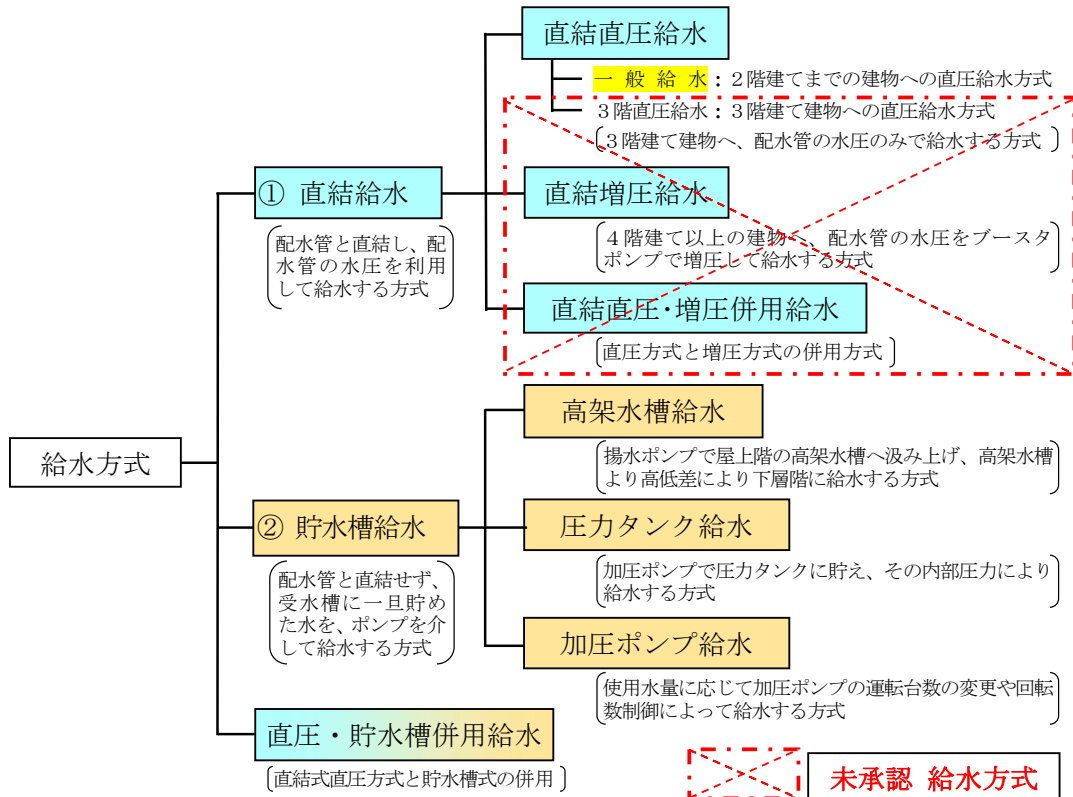 直結直圧給水
一 般 給 水：２階建てまでの建物への直圧給水方式
３階直圧給水：３階建て建物への直圧給水方式
３階建て建物へ、配水管の水圧のみで給水する方式
① 直結給水
配水管と直結し、配
水管の水圧を利用
して給水する方式
直結増圧給水
４階建て以上の建物へ、配水管の水圧をブースタ
ポンプで増圧して給水する方式
直結直圧･増圧併用給水
直圧方式と増圧方式の併用方式
給水方式
高架水槽給水
揚水ポンプで屋上階の高架水槽へ汲み上げ、高架水槽
より高低差により下層階に給水する方式
② 貯水槽給水
配水管と直結せず、
受水槽に一旦貯め
た水を、ポンプを介
して給水する方式
圧力タンク給水
加圧ポンプで圧力タンクに貯え、その内部圧力により
給水する方式
加圧ポンプ給水
使用水量に応じて加圧ポンプの運転台数の変更や回転
数制御によって給水する方式
直圧・貯水槽併用給水
直結式直圧方式と貯水槽式の併用
未承認 給水方式